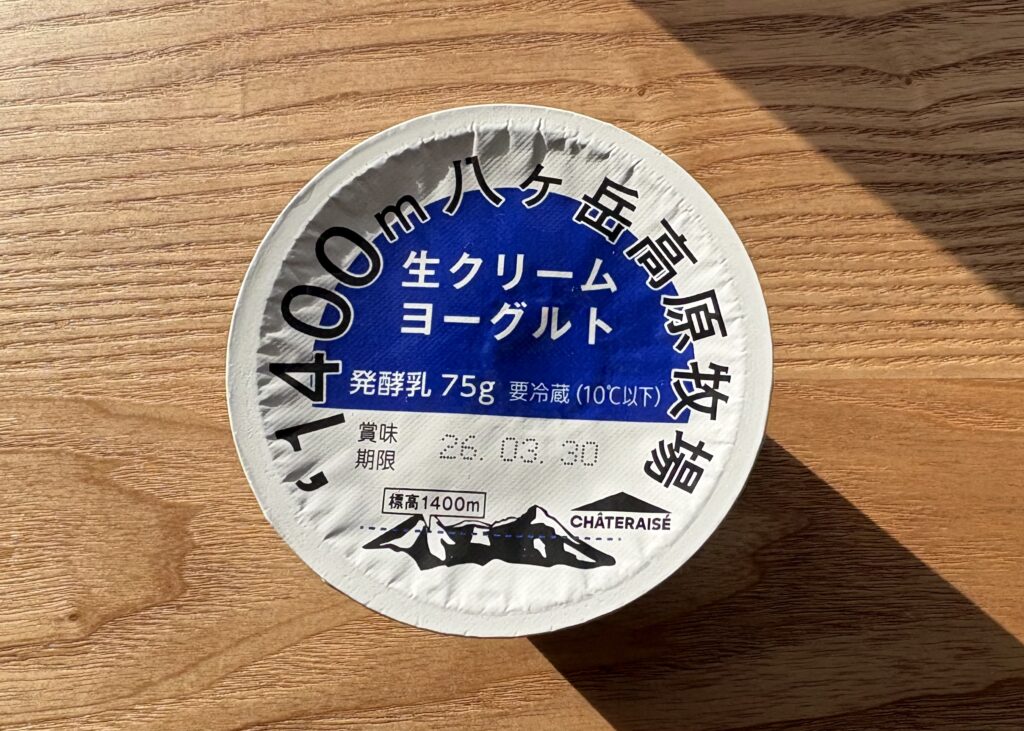 ,1400m八ヶ岳高原牧場
生クリーム
ヨーグルト
発酵乳 75g 要冷蔵 (10℃以下)
賞味
期限
26. 03. 30
標高1400m
CHÂTERAISÉ